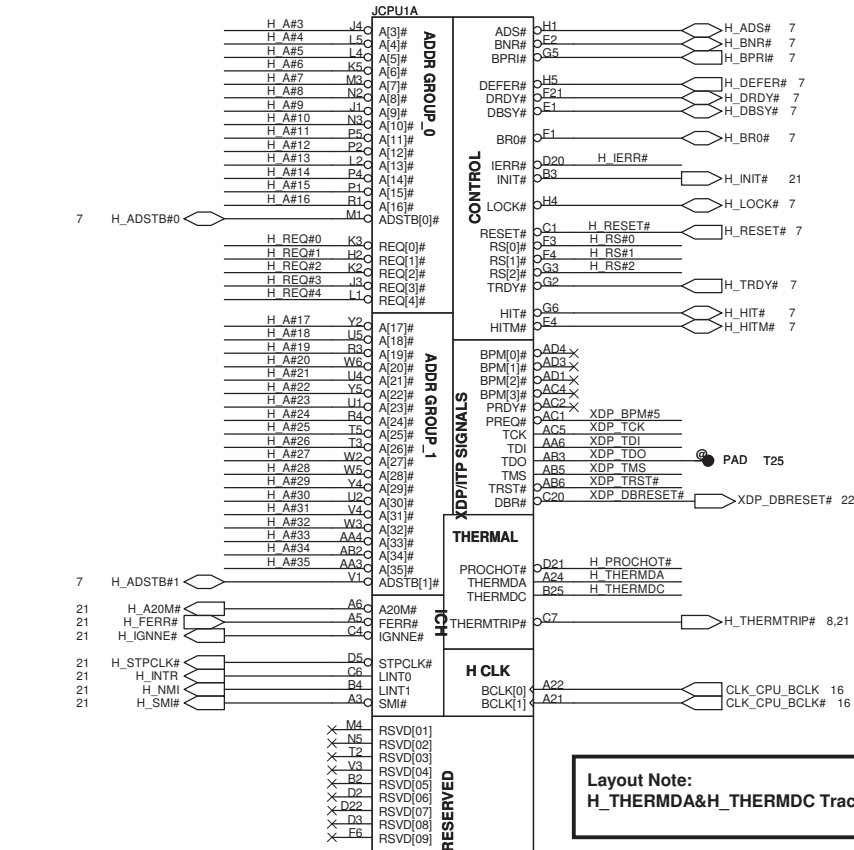 JCPU1A
H_A#3 J4 A[3]# ADS# H1 H_ADS# 7
H_A#4 L5 A[4]# BNR# E2 H_BNR# 7
H_A#5 L4 A[5]# BPRI# G5 H_BPRI# 7
H_A#6 K5 A[6]#
H_A#7 M3 A[7]# DEFER# H5 H_DEFER# 7
H_A#8 N2 A[8]# DRDY# F21 H_DRDY# 7
H_A#9 J1 A[9]# DBSY# E1 H_DBSY# 7
H_A#10 N3 A[10]#
H_A#11 P5 A[11]# BR0# F1 H_BR0# 7
H_A#12 P2 A[12]#
H_A#13 L2 A[13]# IERR# D20 H_IERR#
H_A#14 P4 A[14]# INIT# B3 H_INIT# 21
H_A#15 P1 A[15]#
H_A#16 R1 A[16]# LOCK# H4 H_LOCK# 7
7 H_ADSTB#0 M1 ADSTB[0]#
ADDR GROUP_0
CONTROL
RESET# C1 H_RESET# H_RESET# 7
H_REQ#0 K3 REQ[0]# RS[0]# F3 H_RS#0
H_REQ#1 H2 REQ[1]# RS[1]# F4 H_RS#1
H_REQ#2 K2 REQ[2]# RS[2]# G3 H_RS#2
H_REQ#3 J3 REQ[3]# TRDY# G2 H_TRDY# 7
H_REQ#4 L1 REQ[4]#
HIT# G6 H_HIT# 7
H_A#17 Y2 A[17]# HITM# E4 H_HITM# 7
H_A#18 U5 A[18]#
H_A#19 R3 A[19]# BPM[0]# AD4
H_A#20 W6 A[20]# BPM[1]# AD3
H_A#21 U4 A[21]# BPM[2]# AD1
H_A#22 Y5 A[22]# BPM[3]# AC4
H_A#23 U1 A[23]# PRDY# AC2
H_A#24 R4 A[24]# PREQ# AC1 XDP_BPM#5
H_A#25 T5 A[25]# TCK AC5 XDP_TCK
H_A#26 T3 A[26]# TDI AA6 XDP_TDI
H_A#27 W2 A[27]# TDO AB3 XDP_TDO @ PAD T25
H_A#28 W5 A[28]# TMS AB5 XDP_TMS
H_A#29 Y4 A[29]# TRST# AB6 XDP_TRST#
H_A#30 U2 A[30]# DBR# C20 XDP_DBRESET# XDP_DBRESET# 22
H_A#31 V4 A[31]#
H_A#32 W3 A[32]#
H_A#33 AA4 A[33]#
H_A#34 AB2 A[34]#
H_A#35 AA3 A[35]#
7 H_ADSTB#1 V1 ADSTB[1]#
ADDR GROUP_1
XDP/ITP SIGNALS
THERMAL
PROCHOT# D21 H_PROCHOT#
THERMDA A24 H_THERMDA
THERMDC B25 H_THERMDC
21 H_A20M# A6 A20M#
21 H_FERR# A5 FERR# THERMTRIP# C7 H_THERMTRIP# 8,21
21 H_IGNNE# C4 IGNNE#
ICH
21 H_STPCLK# D5 STPCLK# H CLK
21 H_INTR C6 LINT0
21 H_NMI B4 LINT1 BCLK[0] A22 CLK_CPU_BCLK 16
21 H_SMI# A3 SMI# BCLK[1] A21 CLK_CPU_BCLK# 16
M4 RSVD[01]
N5 RSVD[02]
T2 RSVD[03]
V3 RSVD[04]
B2 RSVD[05]
D2 RSVD[06]
D22 RSVD[07]
D3 RSVD[08]
F6 RSVD[09]
RESERVED
Layout Note:
H_THERMDA&H_THERMDC Trac